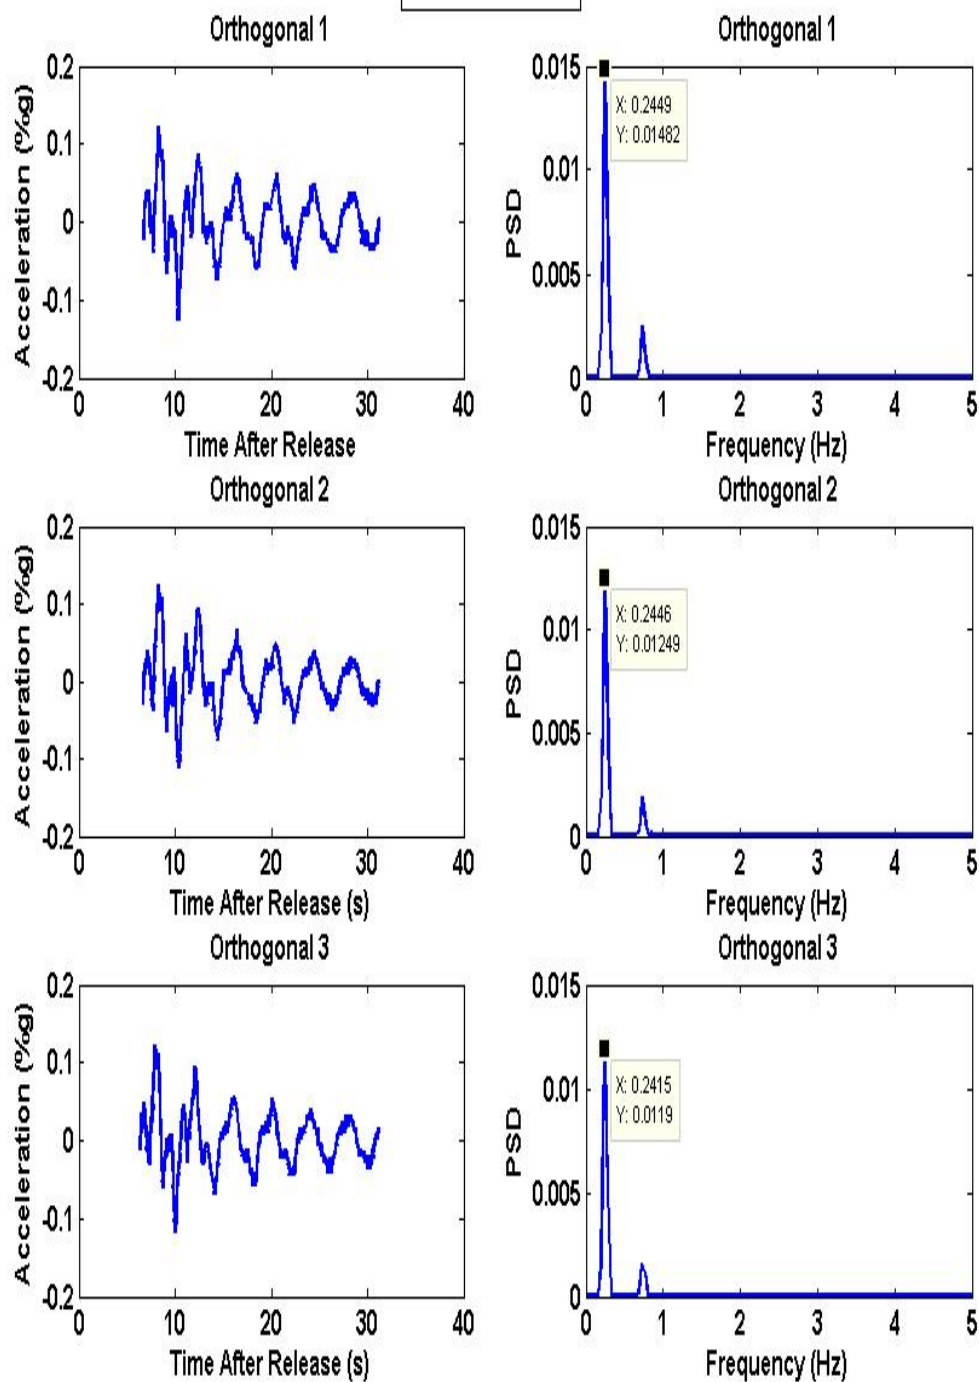 Orthogonal 1
Orthogonal 1
0.2
0.1
0
-0.1
-0.2
Acceleration (%g)
0 10 20 30 40
Time After Release
0.015
0.01
0.005
0
PSD
X: 0.2449
Y: 0.01482
0 1 2 3 4 5
Frequency (Hz)
Orthogonal 2
Orthogonal 2
0.2
0.1
0
-0.1
-0.2
Acceleration (%g)
0 10 20 30 40
Time After Release (s)
0.015
0.01
0.005
0
PSD
X: 0.2446
Y: 0.01249
0 1 2 3 4 5
Frequency (Hz)
Orthogonal 3
Orthogonal 3
0.2
0.1
0
-0.1
-0.2
Acceleration (%g)
0 10 20 30 40
Time After Release (s)
0.015
0.01
0.005
0
PSD
X: 0.2415
Y: 0.0119
0 1 2 3 4 5
Frequency (Hz)